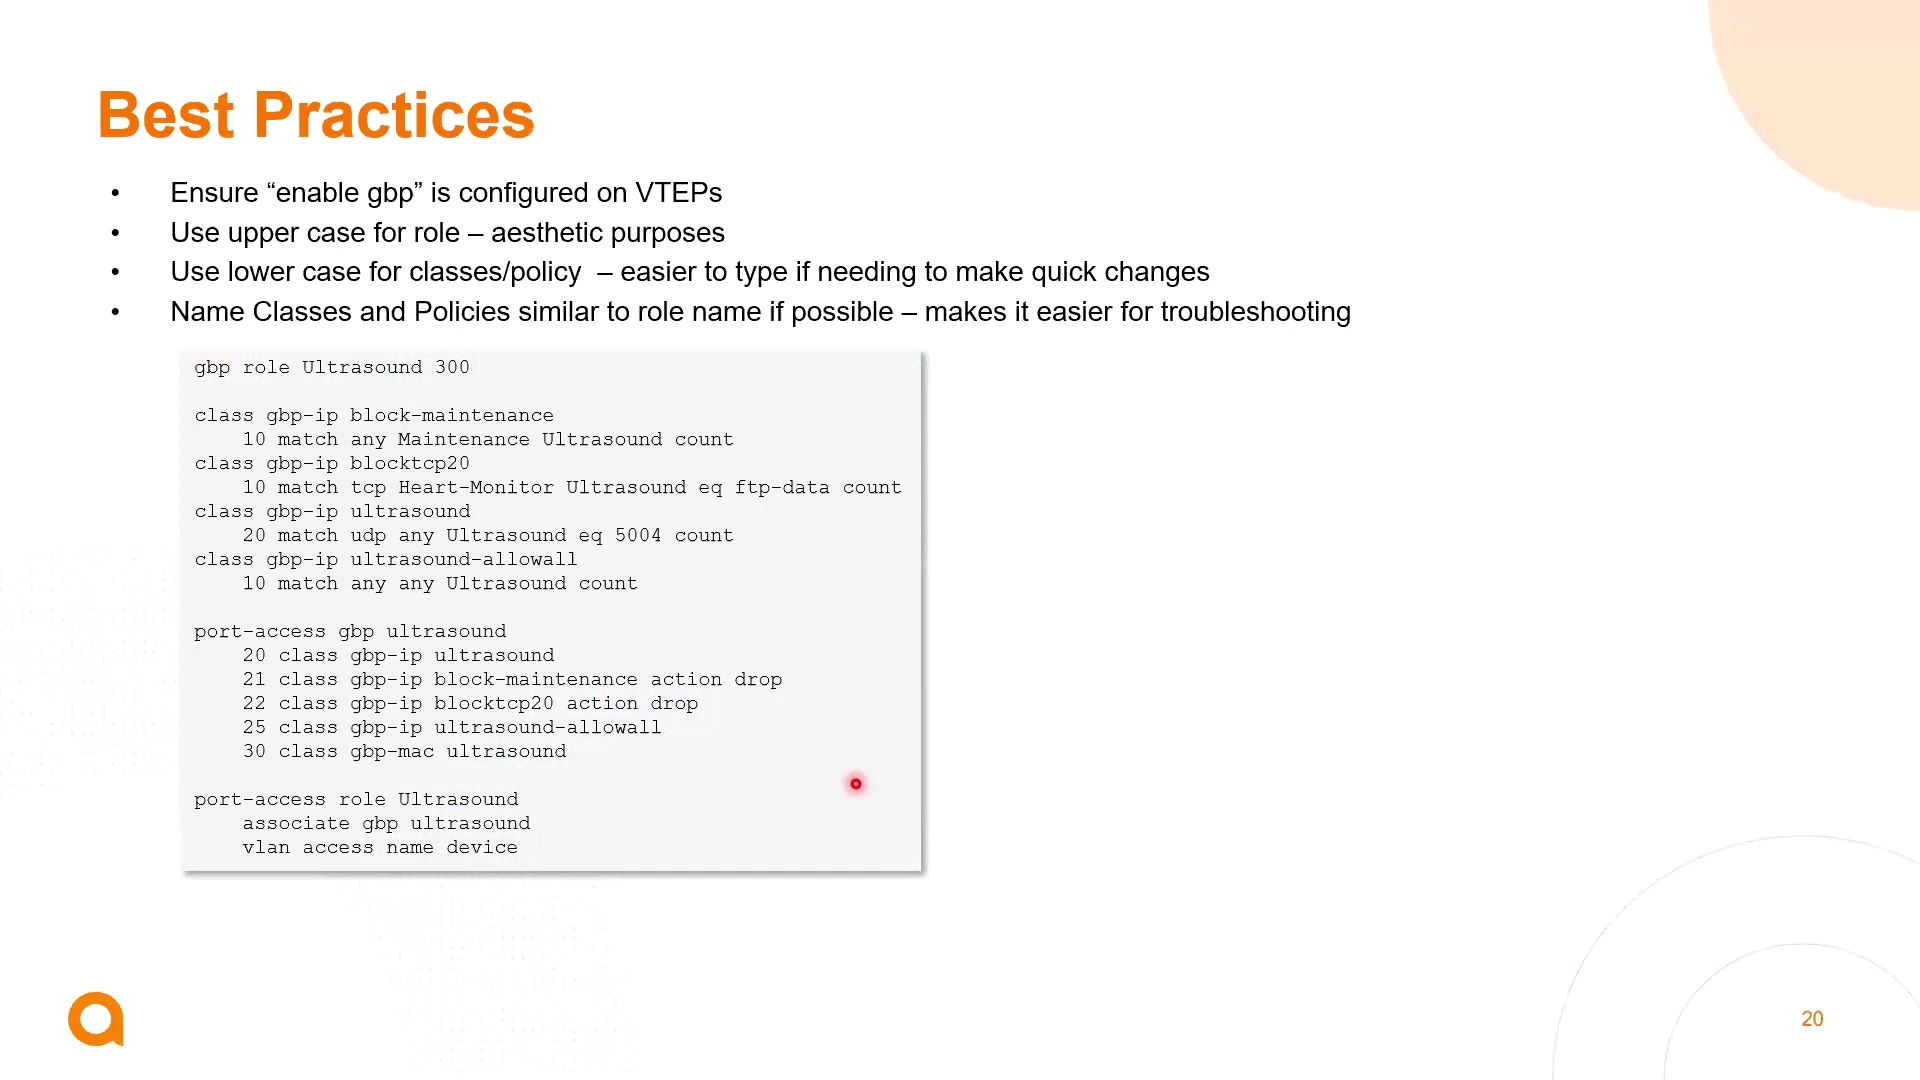 Best Practices
• Ensure “enable gbp” is configured on VTEPs
• Use upper case for role – aesthetic purposes
• Use lower case for classes/policy – easier to type if needing to make quick changes
• Name Classes and Policies similar to role name if possible – makes it easier for troubleshooting
gbp role Ultrasound 300
class gbp-ip block-maintenance
10 match any Maintenance Ultrasound count
class gbp-ip blocktcp20
10 match tcp Heart-Monitor Ultrasound eq ftp-data count
class gbp-ip ultrasound
20 match udp any Ultrasound eq 5004 count
class gbp-ip ultrasound-allowall
10 match any any Ultrasound count
port-access gbp ultrasound
20 class gbp-ip ultrasound
21 class gbp-ip block-maintenance action drop
22 class gbp-ip blocktcp20 action drop
25 class gbp-ip ultrasound-allowall
30 class gbp-mac ultrasound
port-access role Ultrasound
associate gbp ultrasound
vlan access name device
20